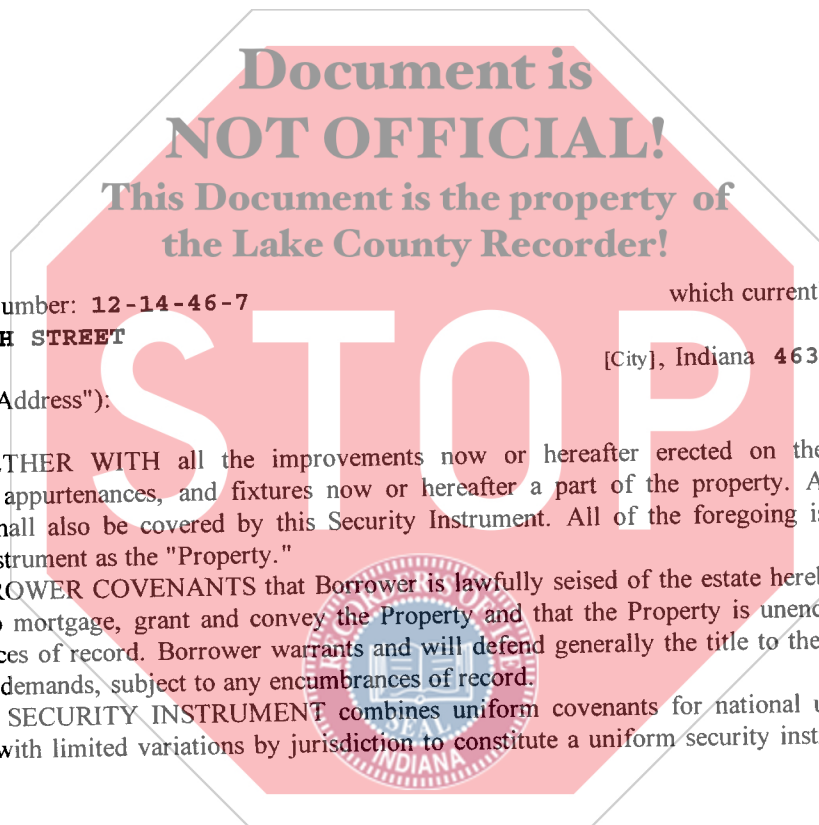 Document is
NOT OFFICIAL!
This Document is the property of
the Lake County Recorder!
umber: 12-14-46-7 which current
H STREET
[City], Indiana 463
Address"):
STOP
THER WITH all the improvements now or hereafter erected on the
appurtenances, and fixtures now or hereafter a part of the property. A
hall also be covered by this Security Instrument. All of the foregoing is
strument as the "Property."
ROWER COVENANTS that Borrower is lawfully seised of the estate hereb
o mortgage, grant and convey the Property and that the Property is unenc
ces of record. Borrower warrants and will defend generally the title to the
demands, subject to any encumbrances of record.
SECURITY INSTRUMENT combines uniform covenants for national u
with limited variations by jurisdiction to constitute a uniform security inst
RECORDER OF THE
SEAL
INDIANA